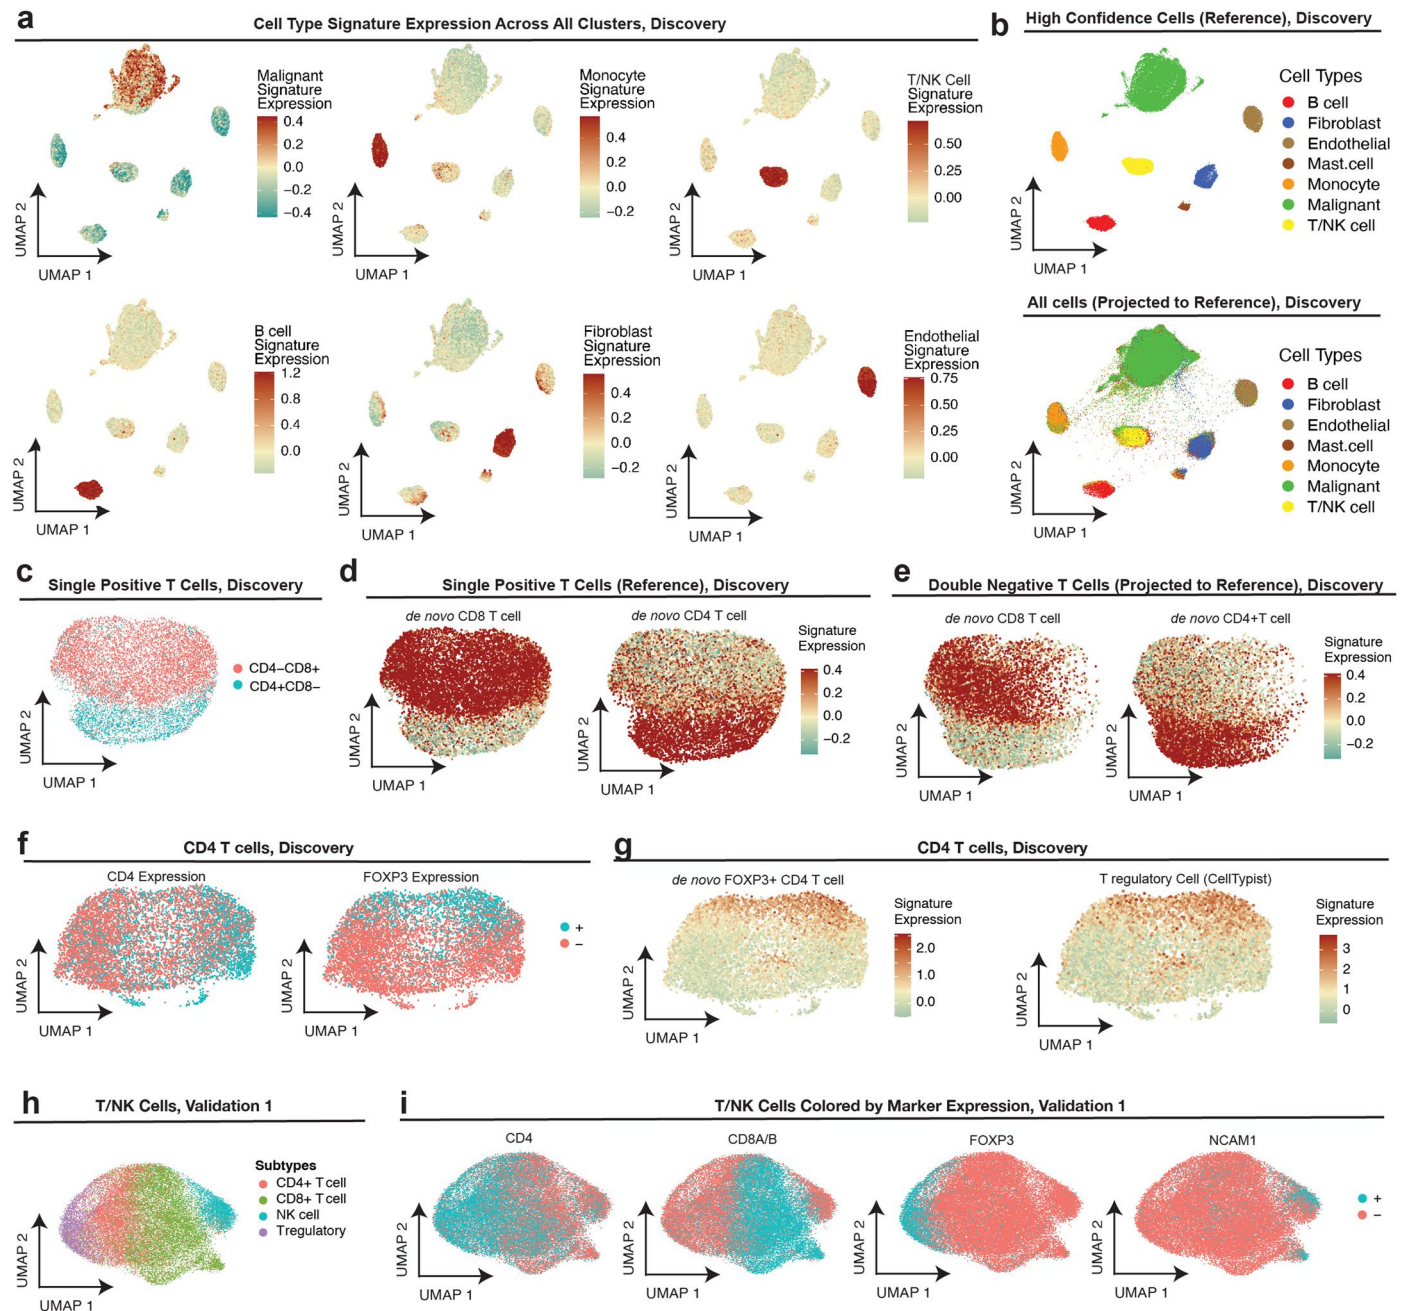 a
Cell Type Signature Expression Across All Clusters, Discovery
Malignant
Signature
Expression
0.4
0.2
0.0
−0.2
−0.4
UMAP 2
UMAP 1
Monocyte
Signature
Expression
0.4
0.2
0.0
−0.2
UMAP 2
UMAP 1
T/NK Cell
Signature
Expression
0.50
0.25
0.00
UMAP 2
UMAP 1
B cell
Signature
Expression
1.2
0.8
0.4
0.0
UMAP 2
UMAP 1
Fibroblast
Signature
Expression
0.4
0.2
0.0
−0.2
UMAP 2
UMAP 1
Endothelial
Signature
Expression
0.75
0.50
0.25
0.00
UMAP 2
UMAP 1
b
High Confidence Cells (Reference), Discovery
Cell Types
B cell
Fibroblast
Endothelial
Mast.cell
Monocyte
Malignant
T/NK cell
UMAP 2
UMAP 1
All cells (Projected to Reference), Discovery
Cell Types
B cell
Fibroblast
Endothelial
Mast.cell
Monocyte
Malignant
T/NK cell
UMAP 2
UMAP 1
c
Single Positive T Cells, Discovery
CD4−CD8+
CD4+CD8−
UMAP 2
UMAP 1
d
Single Positive T Cells (Reference), Discovery
de novo CD8 T cell
UMAP 2
UMAP 1
de novo CD4 T cell
UMAP 2
UMAP 1
Signature
Expression
0.4
0.2
0.0
−0.2
e
Double Negative T Cells (Projected to Reference), Discovery
de novo CD8 T cell
UMAP 2
UMAP 1
de novo CD4+T cell
UMAP 2
UMAP 1
Signature
Expression
0.4
0.2
0.0
−0.2
f
CD4 T cells, Discovery
CD4 Expression
UMAP 2
UMAP 1
FOXP3 Expression
UMAP 2
UMAP 1
+
−
g
CD4 T cells, Discovery
de novo FOXP3+ CD4 T cell
Signature
Expression
2.0
1.0
0.0
UMAP 2
UMAP 1
T regulatory Cell (CellTypist)
Signature
Expression
3
2
1
0
UMAP 2
UMAP 1
h
T/NK Cells, Validation 1
Subtypes
CD4+ T cell
CD8+ T cell
NK cell
Tregulatory
UMAP 2
UMAP 1
i
T/NK Cells Colored by Marker Expression, Validation 1
CD4
UMAP 2
UMAP 1
CD8A/B
UMAP 2
UMAP 1
FOXP3
UMAP 2
UMAP 1
NCAM1
UMAP 2
UMAP 1
+
−